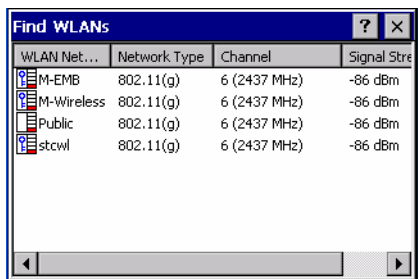 Find WLANs ? ×
WLAN Net... Network Type Channel Signal Stre
M-EMB 802.11(g) 6 (2437 MHz) -86 dBm
M-Wireless 802.11(g) 6 (2437 MHz) -86 dBm
Public 802.11(g) 6 (2437 MHz) -86 dBm
stcwl 802.11(g) 6 (2437 MHz) -86 dBm